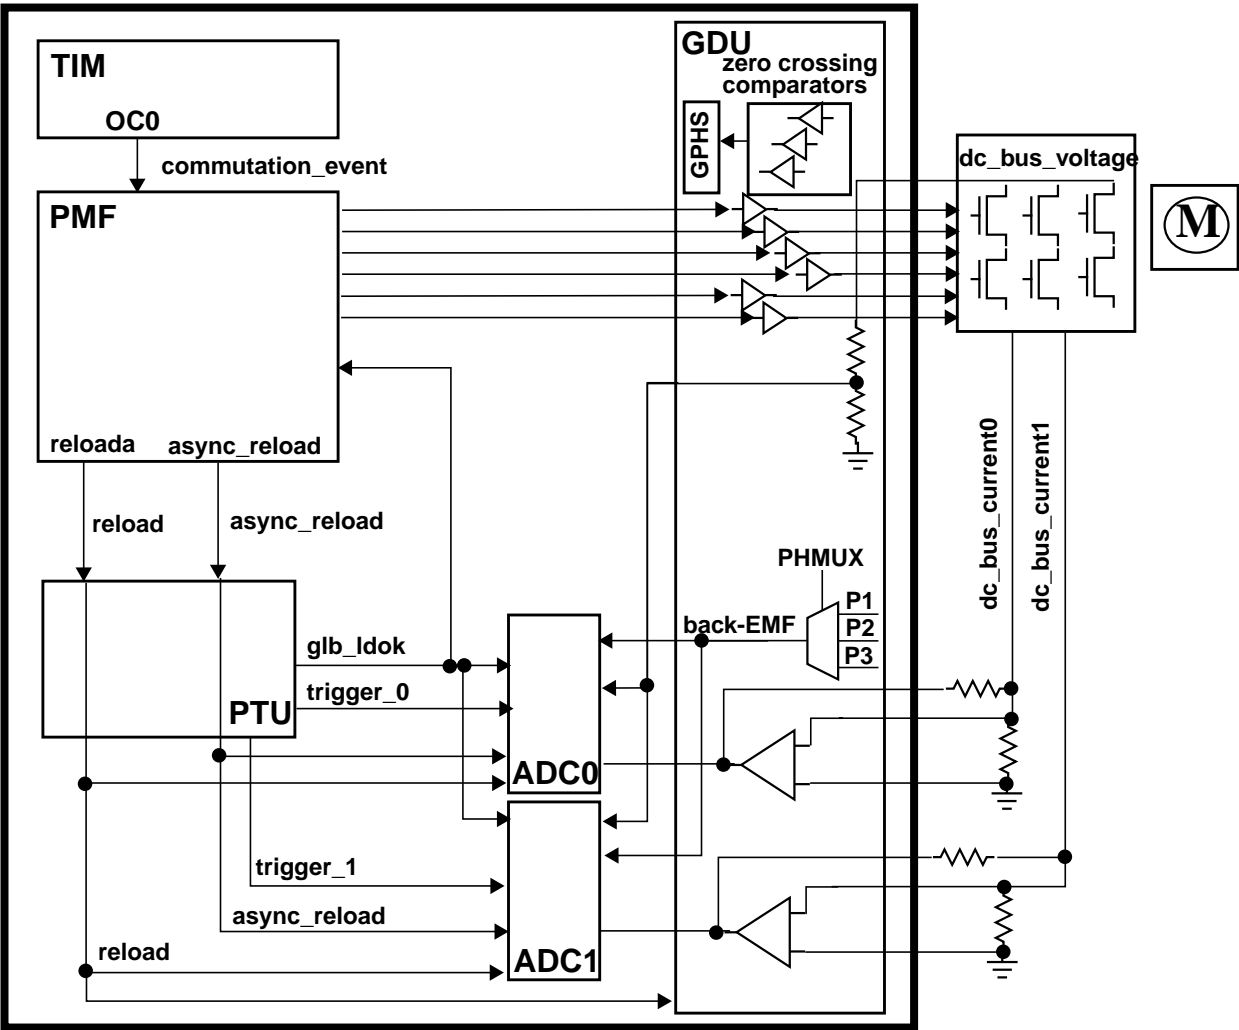 TIM
OC0
commutation_event
PMF
reloada
async_reload
reload
async_reload
glb_ldok
trigger_0
PTU
ADC0
trigger_1
async_reload
reload
ADC1
GDU
zero crossing
comparators
GPHS
PHMUX
back-EMF
P1
P2
P3
dc_bus_voltage
M
dc_bus_current0
dc_bus_current1